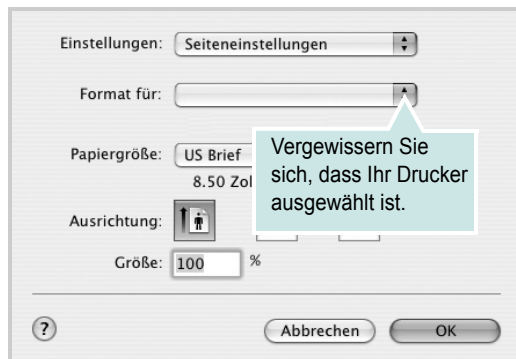 Einstellungen: Seiteneinstellungen
Format für:
Papiergröße: US Brief
8.50 Zol
Vergewissern Sie
sich, dass Ihr Drucker
ausgewählt ist.
Ausrichtung:
Größe: 100 %
? Abbrechen OK